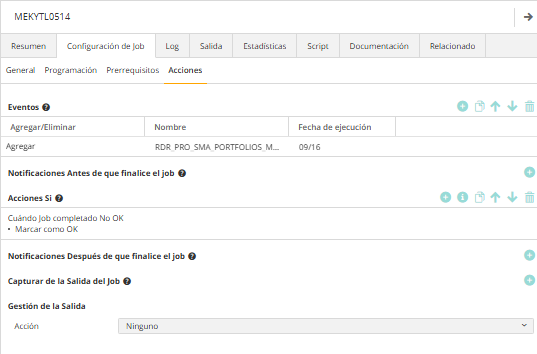 MEKYTL0514
Resumen Configuración de Job Log Salida Estadísticas Script Documentación Relacionado
General Programación Prerrequisitos Acciones
Eventos
Agregar/Eliminar Nombre Fecha de ejecución
Agregar RDR_PRO_SMA_PORTFOLIOS_M... 09/16
Notificaciones Antes de que finalice el job
Acciones Si
Cuándo Job completado No OK
• Marcar como OK
Notificaciones Después de que finalice el job
Capturar de la Salida del Job
Gestión de la Salida
Acción Ninguno